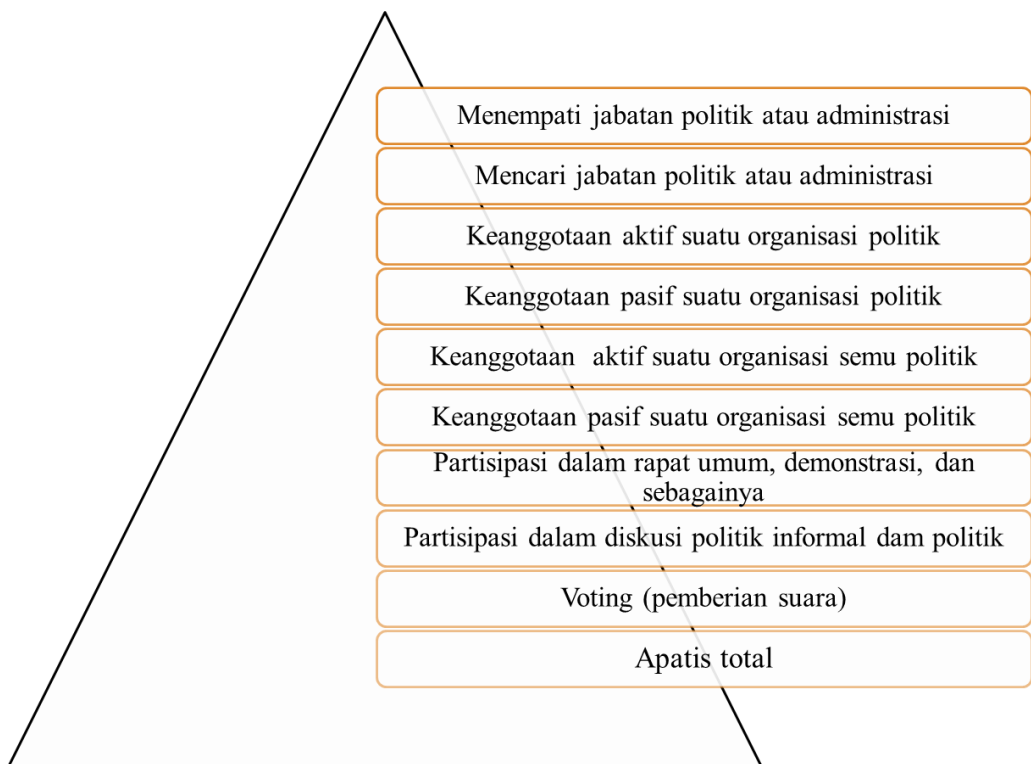 Menempati jabatan politik atau administrasi
Mencari jabatan politik atau administrasi
Keanggotaan aktif suatu organisasi politik
Keanggotaan pasif suatu organisasi politik
Keanggotaan aktif suatu organisasi semu politik
Keanggotaan pasif suatu organisasi semu politik
Partisipasi dalam rapat umum, demonstrasi, dan
sebagainya
Partisipasi dalam diskusi politik informal dam politik
Voting (pemberian suara)
Apatis total